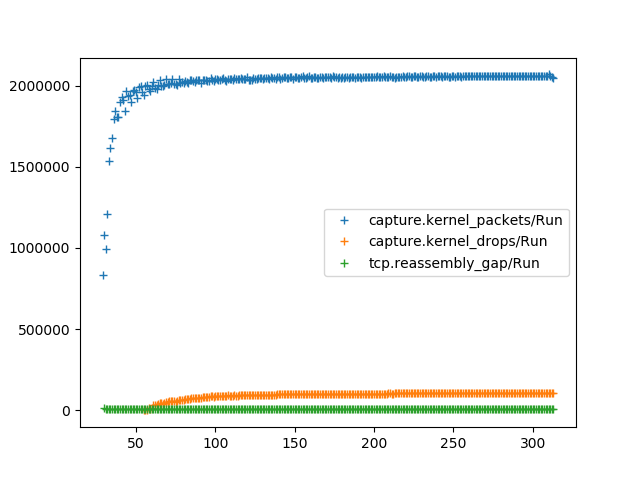 2000000
1500000
1000000
500000
0
capture.kernel_packets/Run
capture.kernel_drops/Run
tcp.reassembly_gap/Run
50 100 150 200 250 300